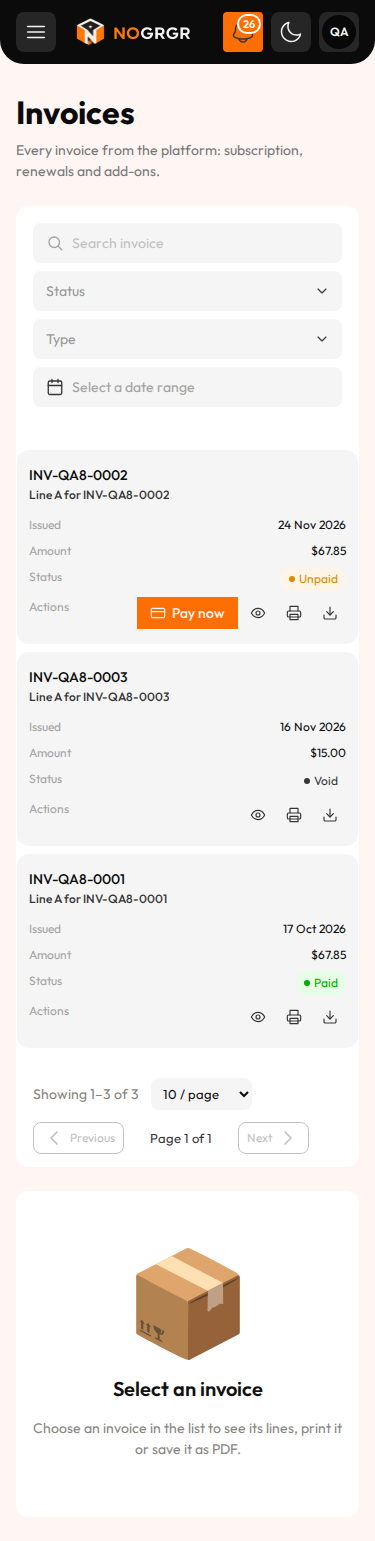 NOGRGR
26
QA
Invoices
Every invoice from the platform: subscription,
renewals and add-ons.
Search invoice
Status
Type
Select a date range
INV-QA8-0002
Line A for INV-QA8-0002
Issued 24 Nov 2026
Amount $67.85
Status Unpaid
Actions Pay now
INV-QA8-0003
Line A for INV-QA8-0003
Issued 16 Nov 2026
Amount $15.00
Status Void
Actions
INV-QA8-0001
Line A for INV-QA8-0001
Issued 17 Oct 2026
Amount $67.85
Status Paid
Actions
Showing 1–3 of 3 10 / page
Previous Page 1 of 1 Next
Select an invoice
Choose an invoice in the list to see its lines, print it
or save it as PDF.